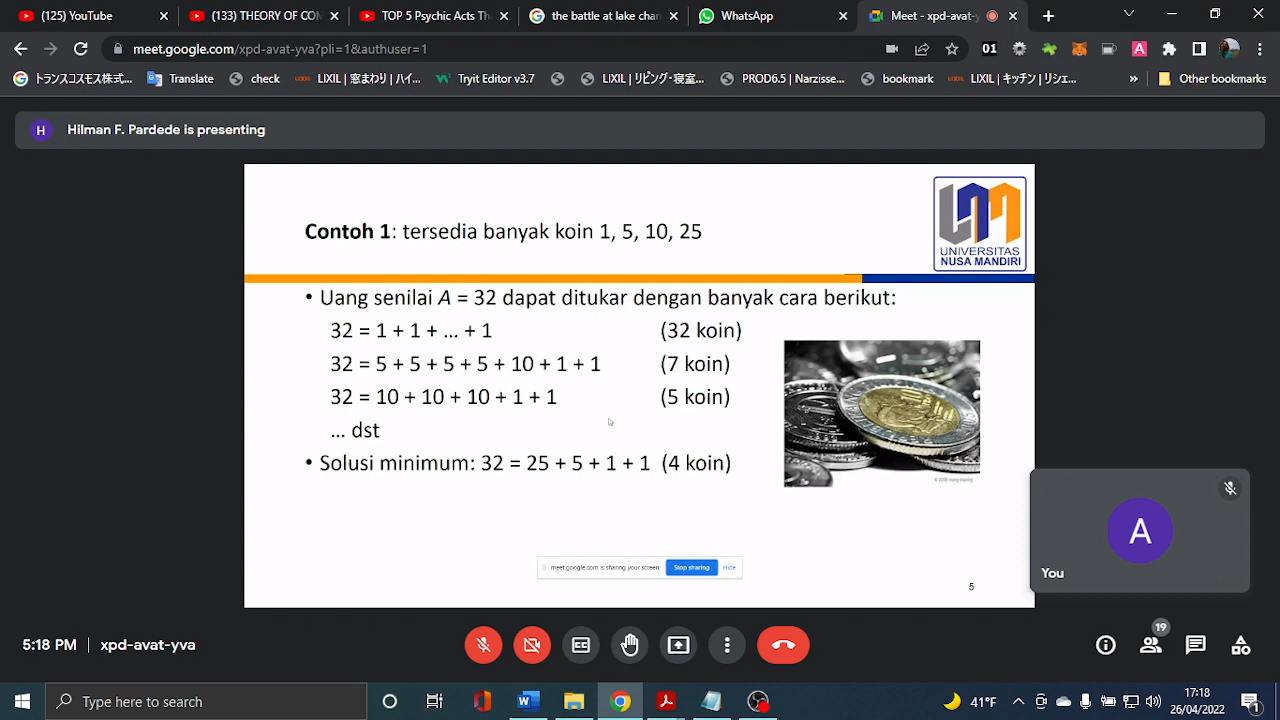 (125) YouTube
(133) THEORY OF COM
TOP 5 Psychonauts Th
the battle at lake chan
WhatsApp
Meet - xpd-avat-y
meet.google.com/xpd-avat-yva?pli=1&authuser=1
01
A
トランスコスモス株式...
Translate
check
LIXIL | 窓まわり / ハイ...
Tryit Editor v3.7
LIXIL | リビング・寝室...
PROD6.5 | Narzisse...
bookmark
LIXIL | キッチン | リシェ...
»
Other bookmarks
H
Hilman F. Pardede is presenting
UNIVERSITAS
NUSA MANDIRI
Contoh 1: tersedia banyak koin 1, 5, 10, 25
• Uang senilai A = 32 dapat ditukar dengan banyak cara berikut:
32 = 1 + 1 + ... + 1 (32 koin)
32 = 5 + 5 + 5 + 5 + 10 + 1 + 1 (7 koin)
32 = 10 + 10 + 10 + 1 + 1 (5 koin)
... dst
• Solusi minimum: 32 = 25 + 5 + 1 + 1 (4 koin)
meet.google.com is sharing your screen.
Stop sharing
Hide
5
A
You
5:18 PM | xpd-avat-yva
19
Type here to search
41°F
17:18
26/04/2022
1